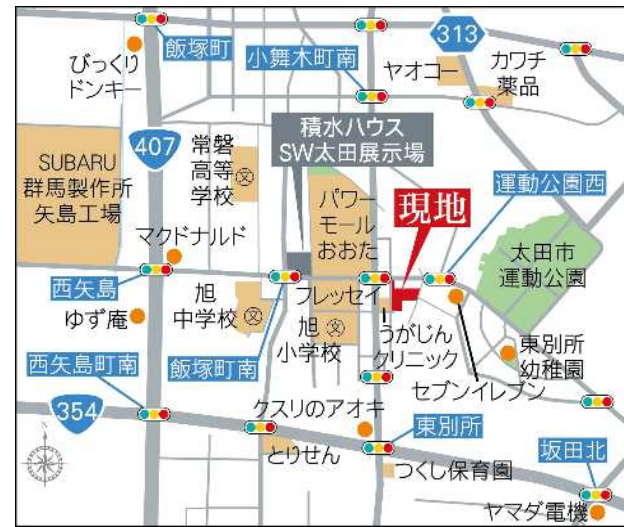 飯塚町
びっくり
ドンキー
小舞木町南
313
ヤオコー
カワチ
薬品
407
常磐
高等
学校
文
積水ハウス
SW太田展示場
SUBARU
群馬製作所
矢島工場
パワー
モール
おおた
現地
運動公園西
太田市
運動公園
マクドナルド
西矢島
旭
中学校
文
フレッセイ
旭
小学校
文
うがじん
クリニック
ゆず庵
東別所
幼稚園
セブンイレブン
西矢島町南
飯塚町南
354
クスリのアオキ
東別所
とりせん
つくし保育園
坂田北
ヤマダ電機